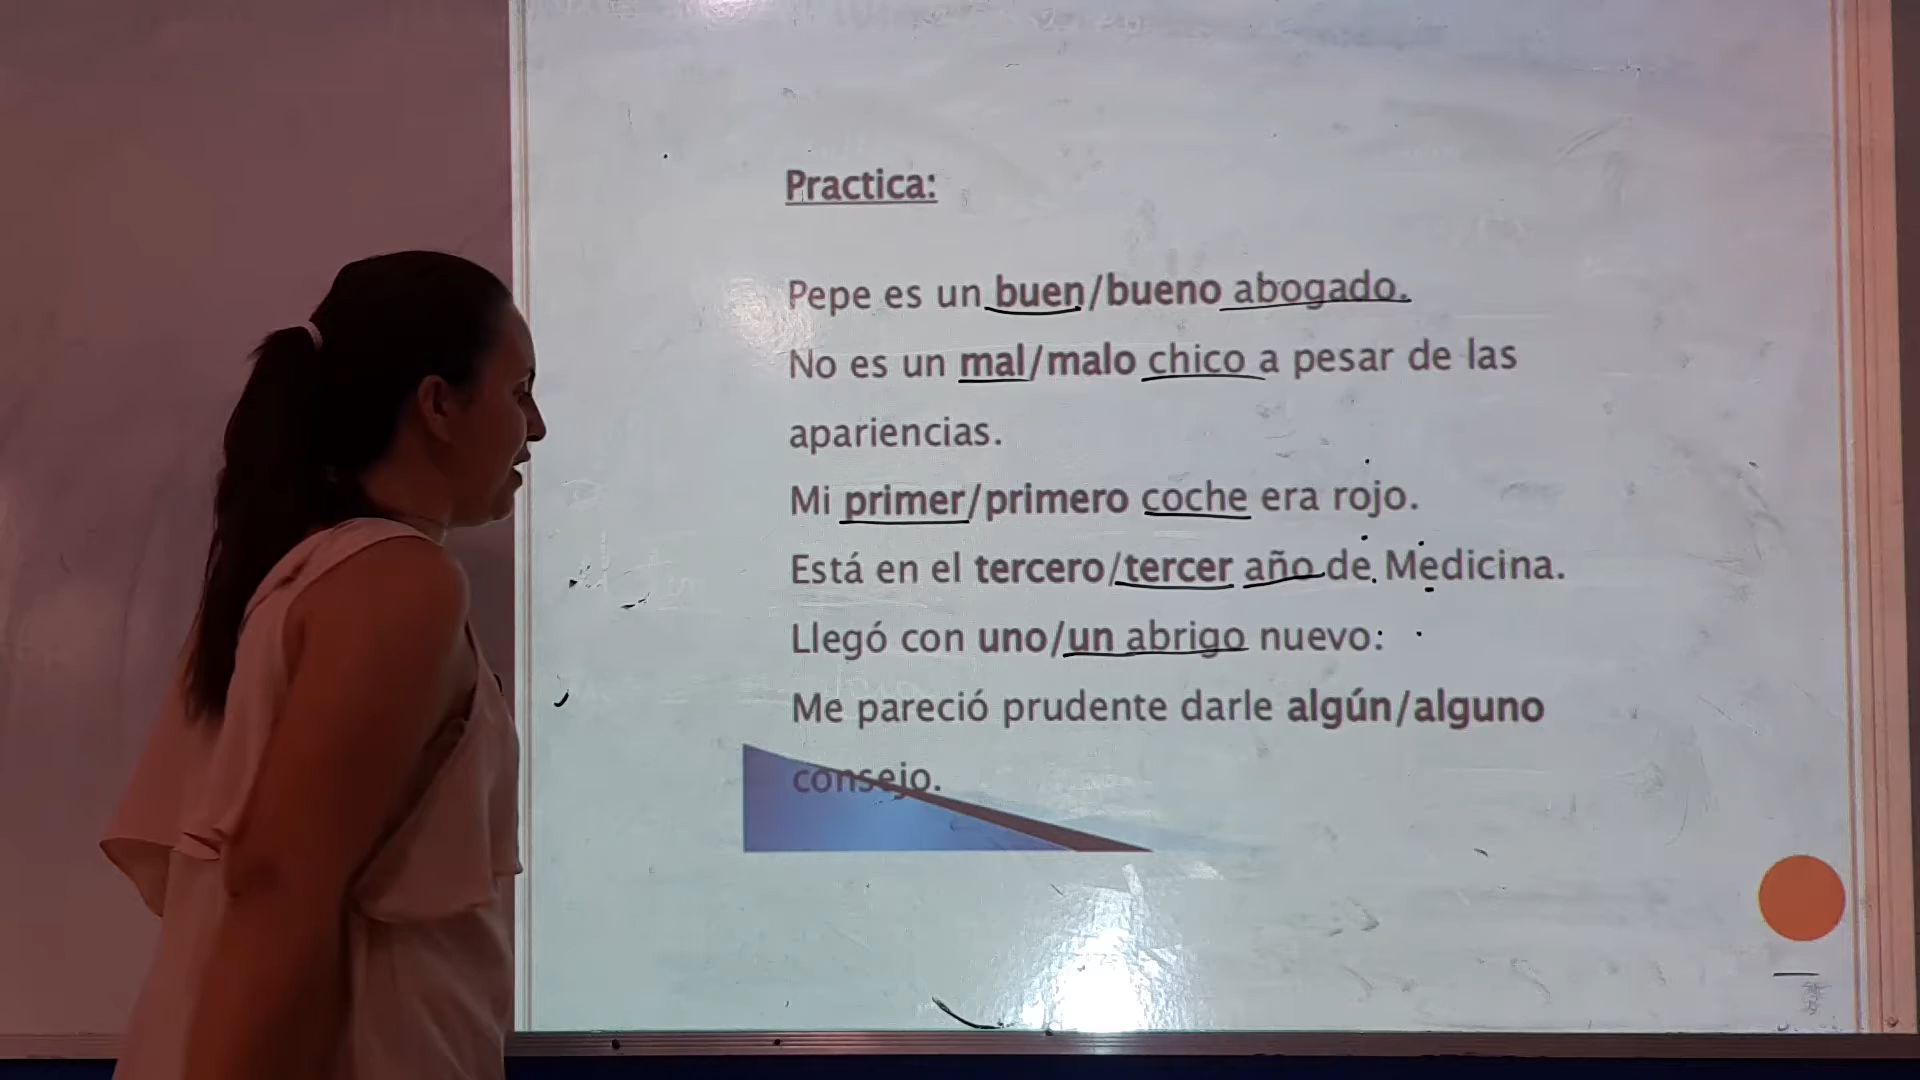 Practica:
Pepe es un buen/bueno abogado.
No es un mal/malo chico a pesar de las
apariencias.
Mi primer/primero coche era rojo.
Está en el tercero/tercer año de Medicina.
Llegó con uno/un abrigo nuevo:
Me pareció prudente darle algún/alguno
consejo.